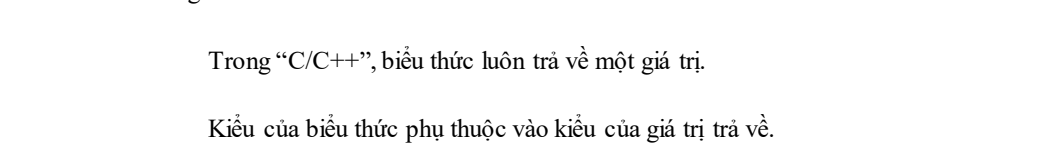 Trong “C/C++”, biểu thức luôn trả về một giá trị.
Kiểu của biểu thức phụ thuộc vào kiểu của giá trị trả về.